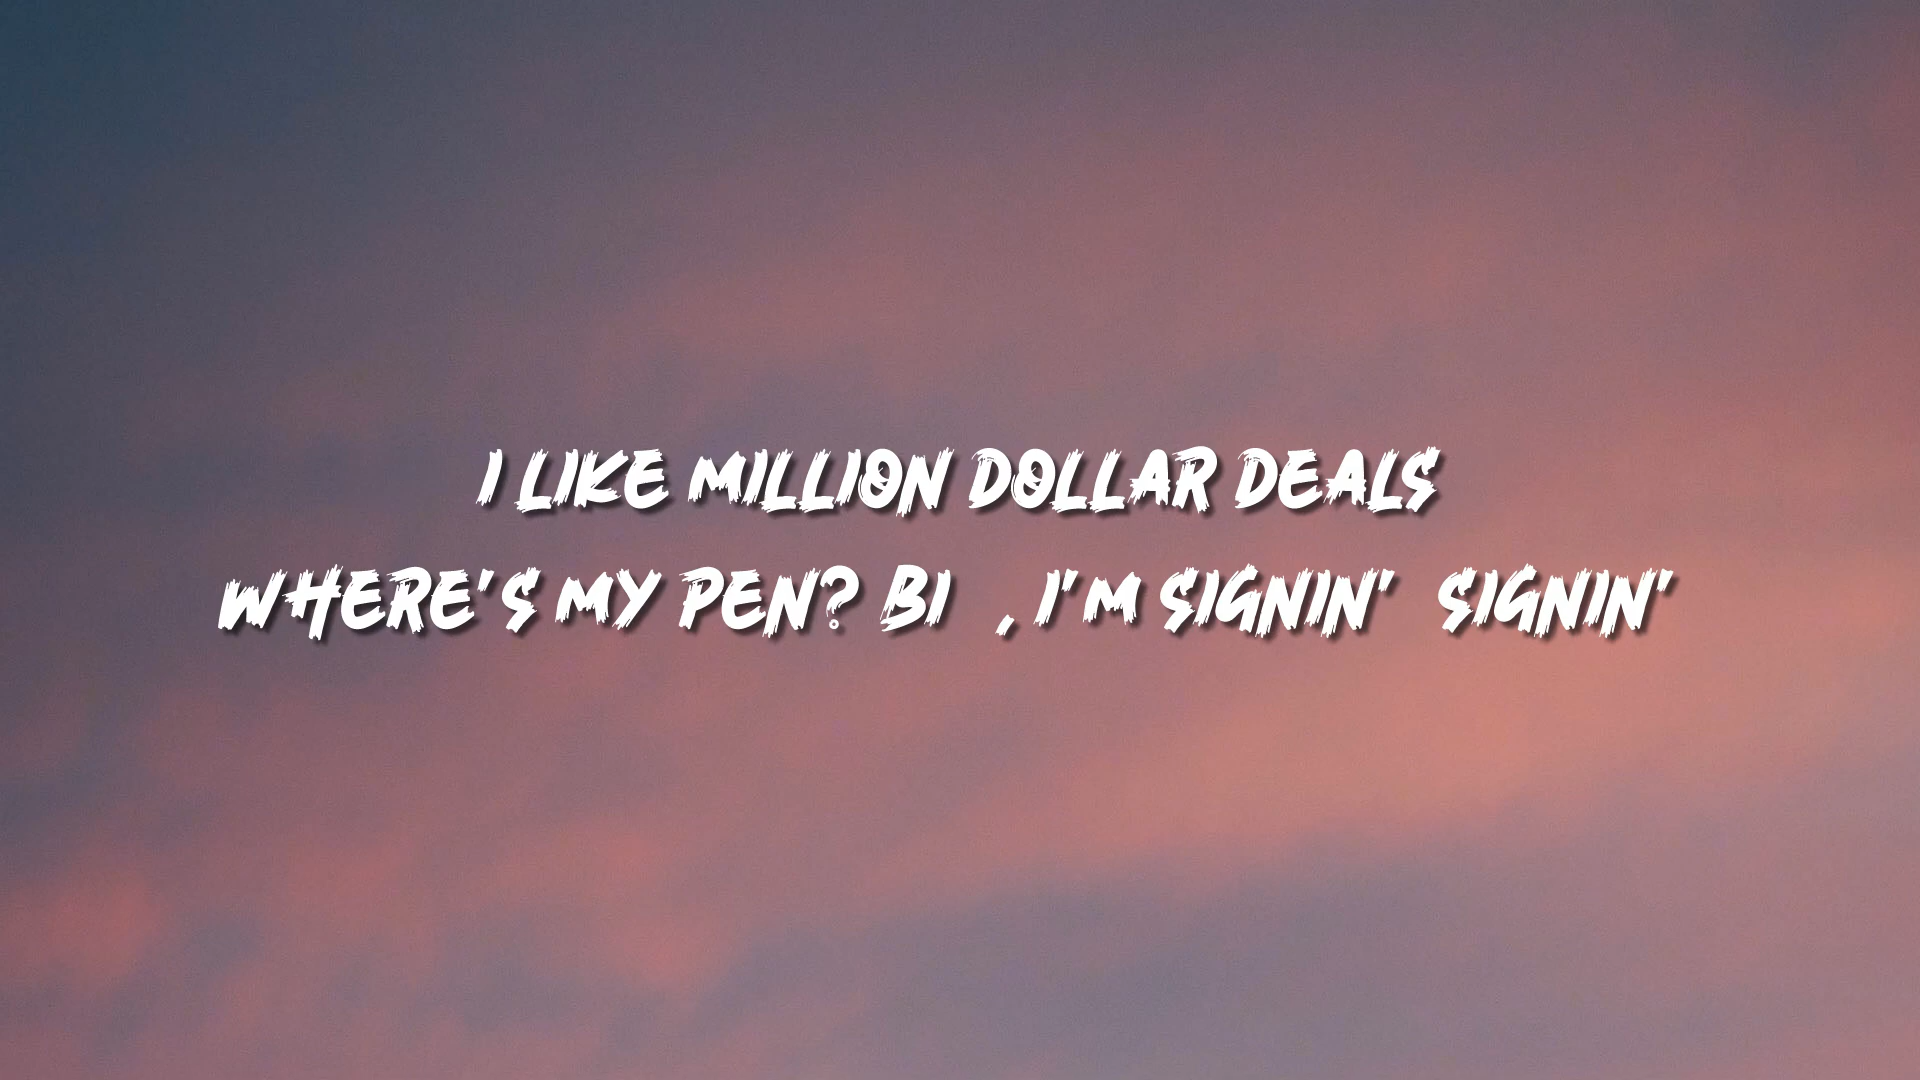 I LIKE MILLION DOLLAR DEALS
WHERE'S MY PEN? BI  , I'M SIGNIN'  SIGNIN'